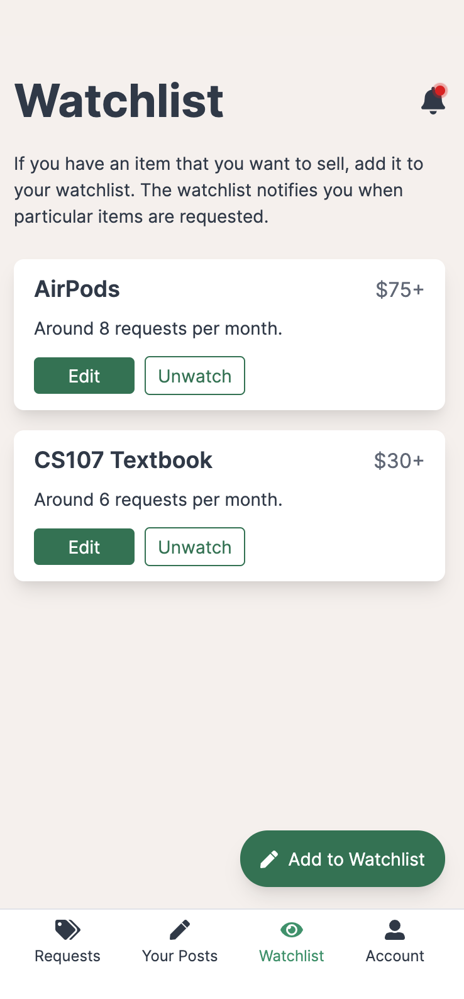 Watchlist
If you have an item that you want to sell, add it to
your watchlist. The watchlist notifies you when
particular items are requested.
AirPods
$75+
Around 8 requests per month.
Edit
Unwatch
CS107 Textbook
$30+
Around 6 requests per month.
Edit
Unwatch
Add to Watchlist
Requests
Your Posts
Watchlist
Account